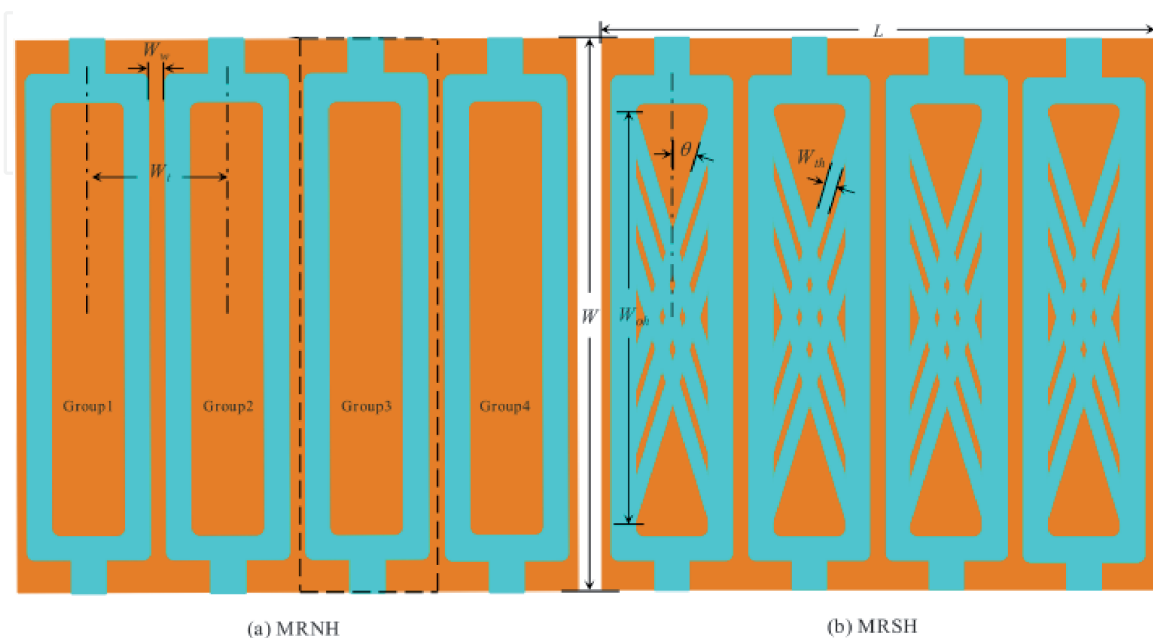 W_w
L
θ
W_th
W_t
W
W_oh
Group1
Group2
Group3
Group4
(a) MRNH
(b) MRSH